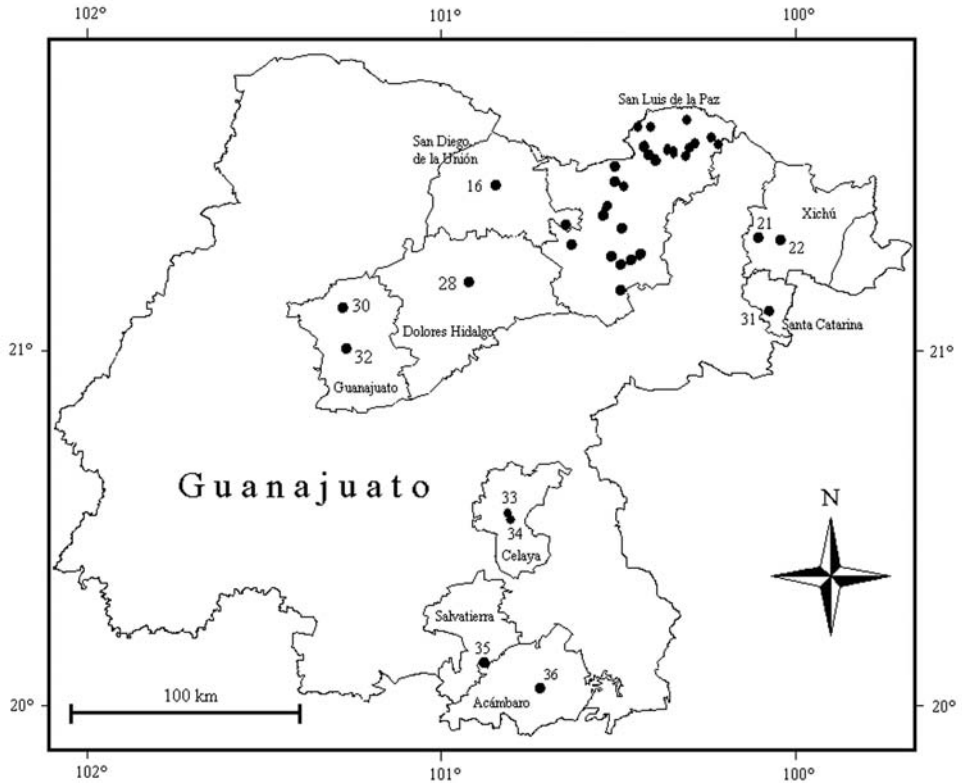 102°
101°
100°
San Luis de la Paz
San Diego
de la Unión
16
Xichú
21
22
28
30
Dolores Hidalgo
31
Santa Catarina
21°
21°
32
Guanajuato
Guanajuato
N
33
34
Celaya
Salvatierra
35
36
Acámbaro
100 km
20°
20°
102°
101°
100°